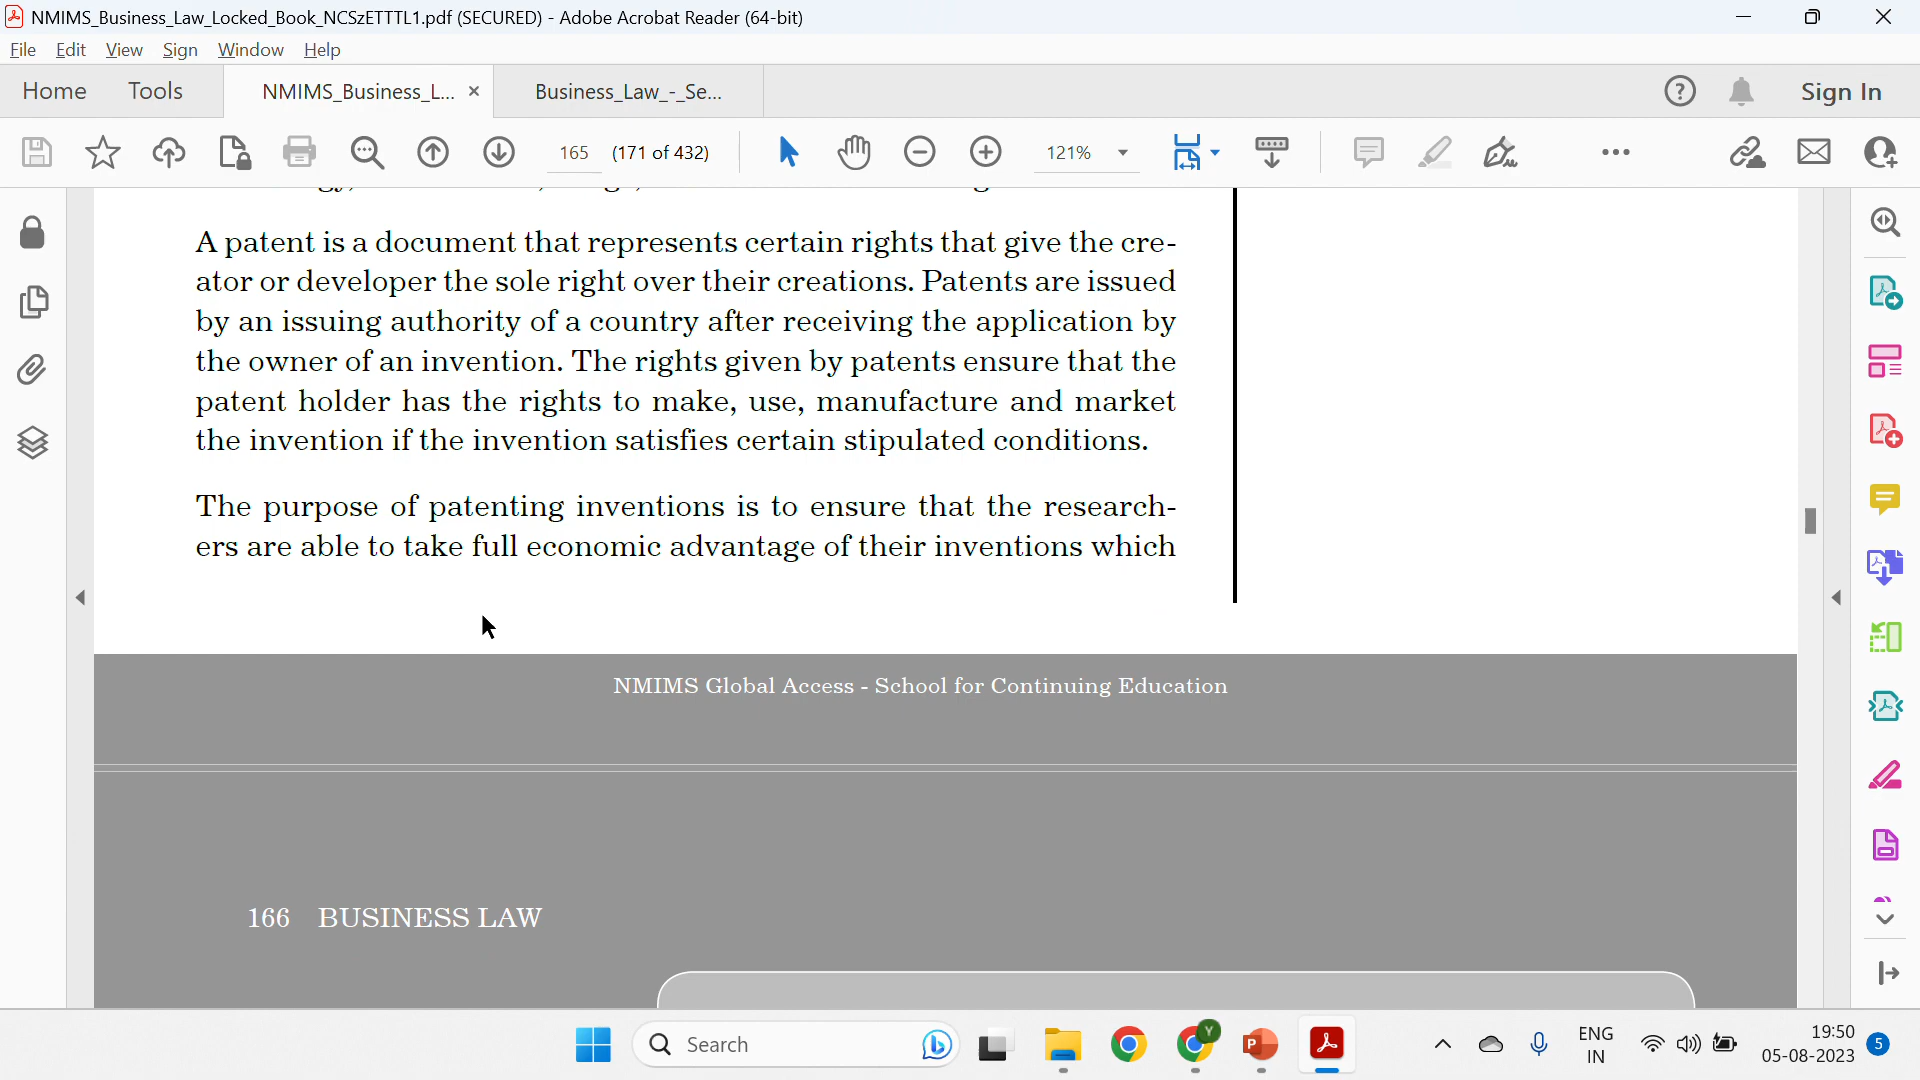 NMIMS_Business_Law_Locked_Book_NCSzETTTL1.pdf (SECURED) - Adobe Acrobat Reader (64-bit)
File Edit View Sign Window Help
Home Tools NMIMS_Business_L... × Business_Law_-_Se... Sign In
165 (171 of 432) 121%
A patent is a document that represents certain rights that give the cre-
ator or developer the sole right over their creations. Patents are issued
by an issuing authority of a country after receiving the application by
the owner of an invention. The rights given by patents ensure that the
patent holder has the rights to make, use, manufacture and market
the invention if the invention satisfies certain stipulated conditions.
The purpose of patenting inventions is to ensure that the research-
ers are able to take full economic advantage of their inventions which
NMIMS Global Access - School for Continuing Education
166 BUSINESS LAW
Search
Y
P
ENG
IN
19:50
05-08-2023
5